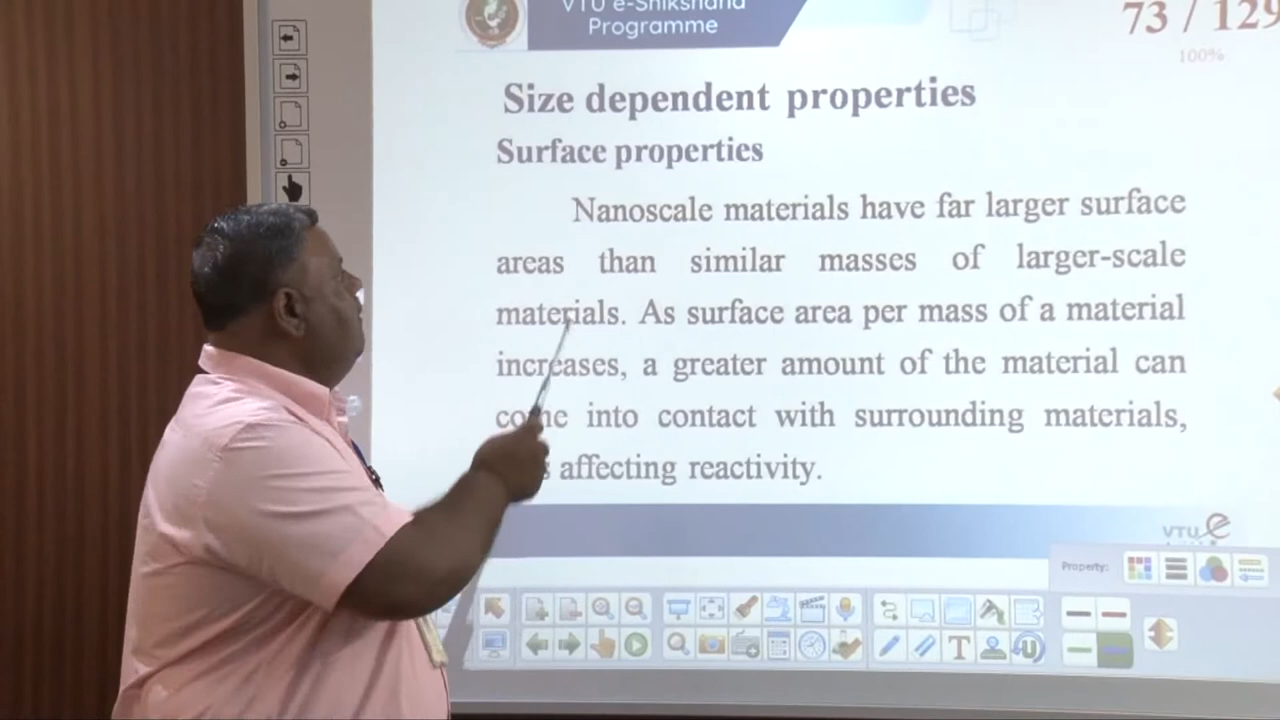 VTU e-Shikshana
Programme
73 / 129
100%
Size dependent properties
Surface properties
Nanoscale materials have far larger surface
areas than similar masses of larger-scale
materials. As surface area per mass of a material
increases, a greater amount of the material can
come into contact with surrounding materials,
affecting reactivity.
VTU e
Property: